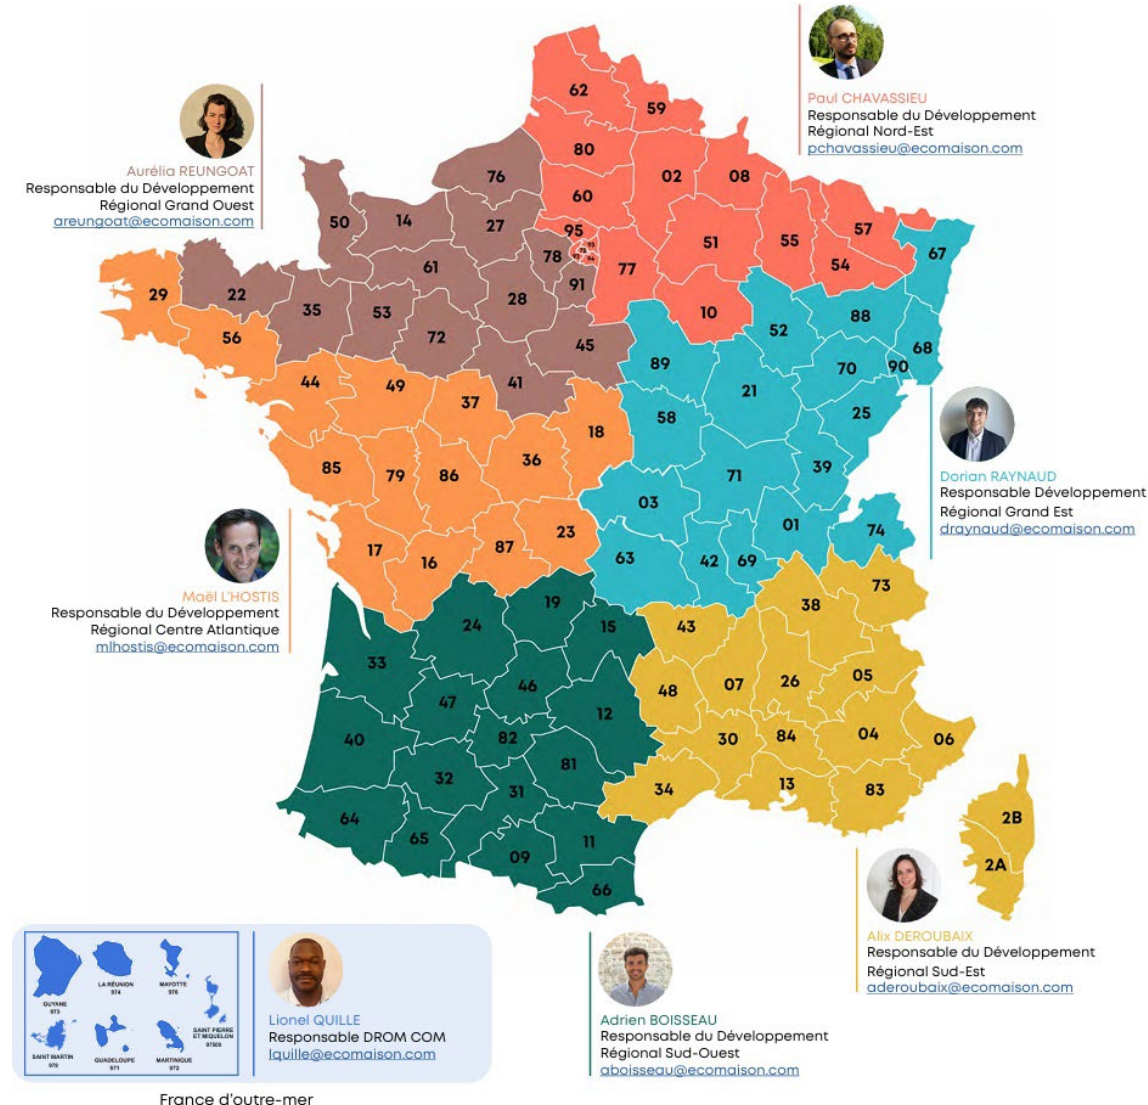 Paul CHAVASSIEU
Responsable du Développement
Régional Nord-Est
pchavassieu@ecomaison.com
Aurélia REUNGOAT
Responsable du Développement
Régional Grand Ouest
areungoat@ecomaison.com
62
59
80
02
08
76
60
27
95
93
75
92
94
50
14
51
55
57
67
78
77
54
61
29
22
35
53
28
91
10
52
88
56
72
45
89
68
44
49
37
41
21
70
90
18
58
25
85
79
86
36
71
39
03
01
74
17
16
87
23
63
42
69
Dorian RAYNAUD
Responsable Développement
Régional Grand Est
draynaud@ecomaison.com
Maël L'HOSTIS
Responsable du Développement
Régional Centre Atlantique
mlhostis@ecomaison.com
24
19
15
43
38
73
33
47
46
12
48
07
26
05
40
82
30
84
04
06
32
31
81
34
13
83
64
65
09
11
66
2B
2A
Alix DEROUBAIX
Responsable du Développement
Régional Sud-Est
aderoubaix@ecomaison.com
GUYANE
973
LA RÉUNION
974
MAYOTTE
976
SAINT PIERRE
ET MIQUELON
97500
SAINT MARTIN
978
GUADELOUPE
971
MARTINIQUE
972
Lionel QUILLE
Responsable DROM COM
lquille@ecomaison.com
Adrien BOISSEAU
Responsable du Développement
Régional Sud-Ouest
aboisseau@ecomaison.com
France d'outre-mer